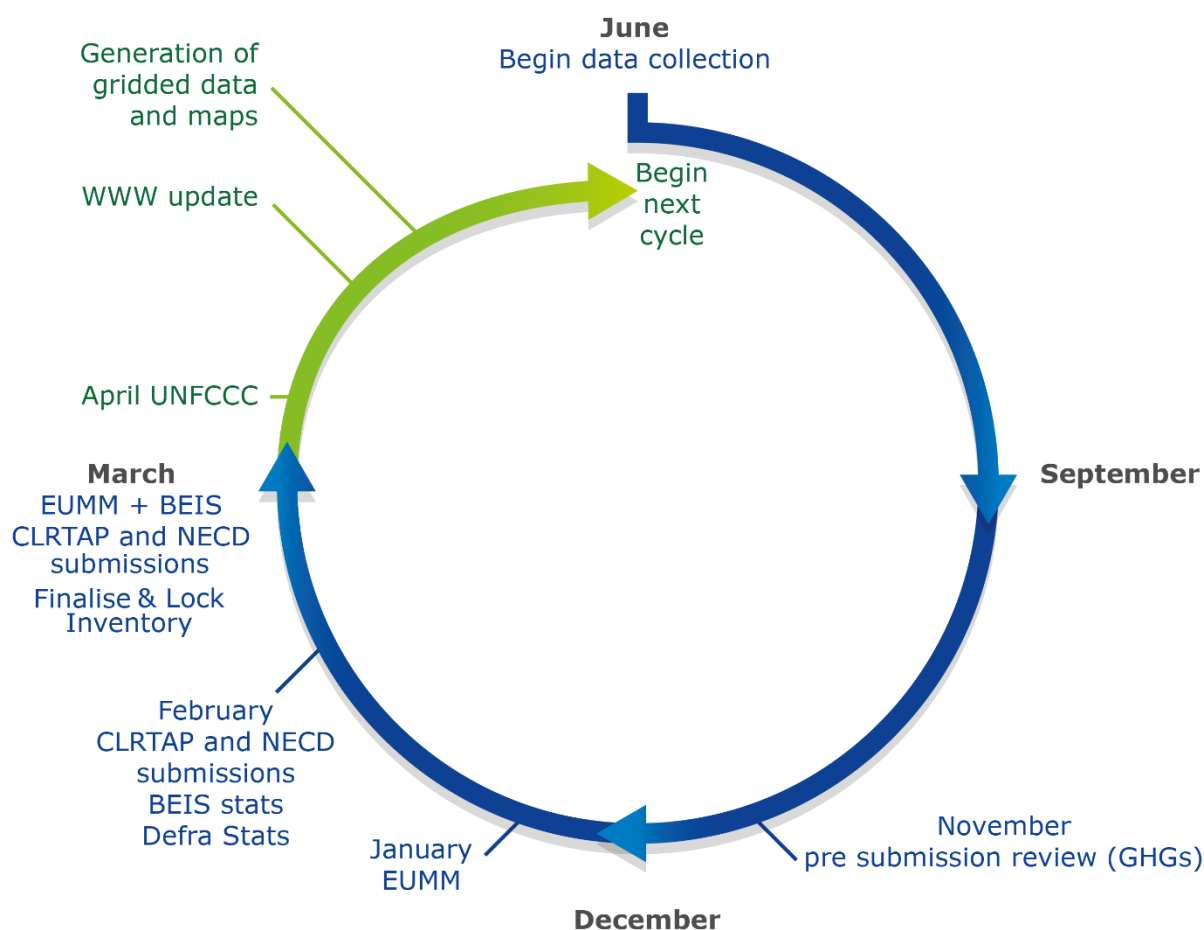 June
Begin data collection
Generation of
gridded data
and maps
WWW update
Begin
next
cycle
April UNFCCC
March
EUMM + BEIS
CLRTAP and NECD
submissions
Finalise & Lock
Inventory
September
February
CLRTAP and NECD
submissions
BEIS stats
Defra Stats
January
EUMM
November
pre submission review (GHGs)
December